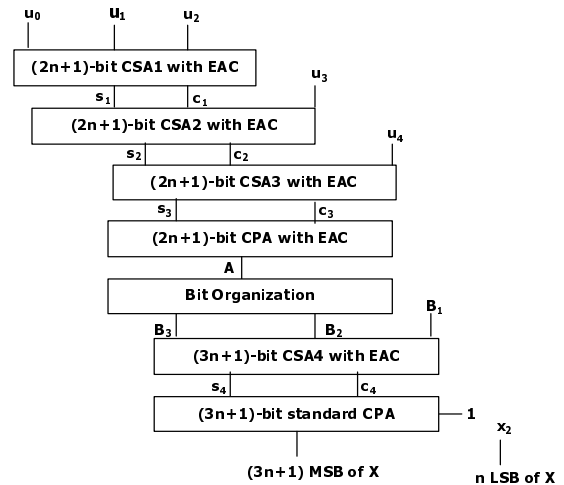 u0 u1 u2
(2n+1)-bit CSA1 with EAC
u3
s1 c1
(2n+1)-bit CSA2 with EAC
u4
s2 c2
(2n+1)-bit CSA3 with EAC
s3 c3
(2n+1)-bit CPA with EAC
A
Bit Organization
B1
B3 B2
(3n+1)-bit CSA4 with EAC
s4 c4
(3n+1)-bit standard CPA 1
x2
(3n+1) MSB of X
n LSB of X